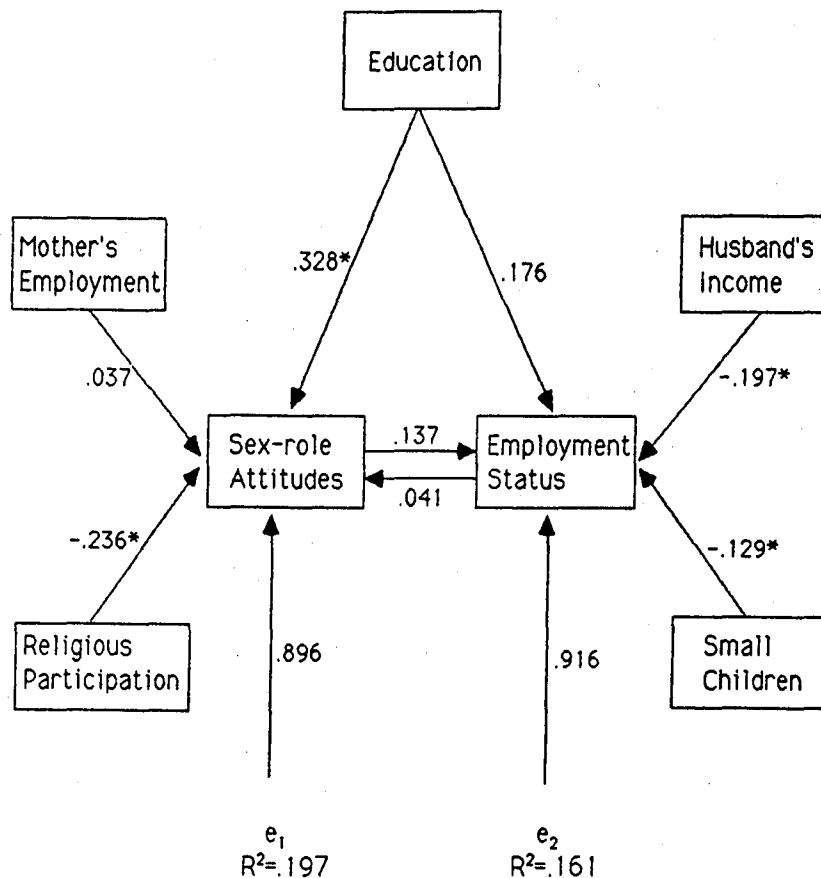 Education
Mother's
Employment
Husband's
Income
.328*
.176
.037
-.197*
Sex-role
Attitudes
.137
.041
Employment
Status
-.236*
-.129*
Religious
Participation
.896
.916
Small
Children
e₁
R²=.197
e₂
R²=.161